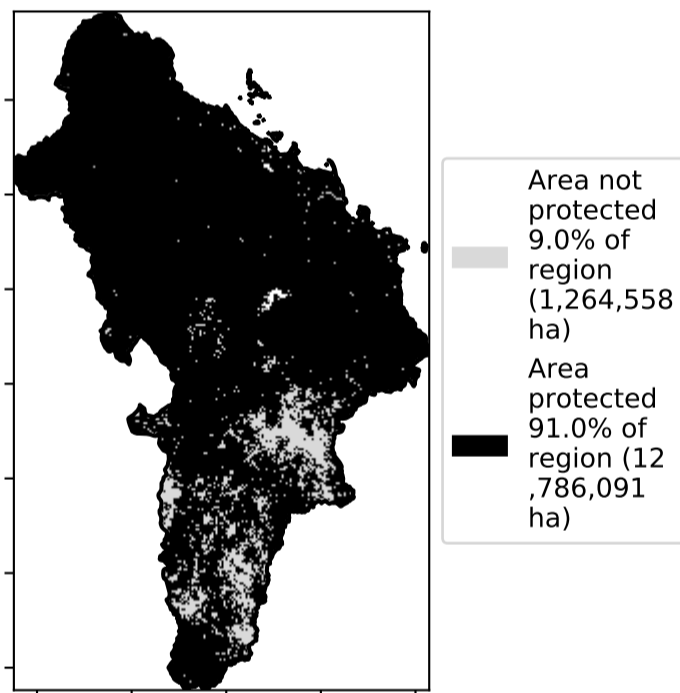 Area not
protected
9.0% of
region
(1,264,558
ha)
Area
protected
91.0% of
region (12
,786,091
ha)